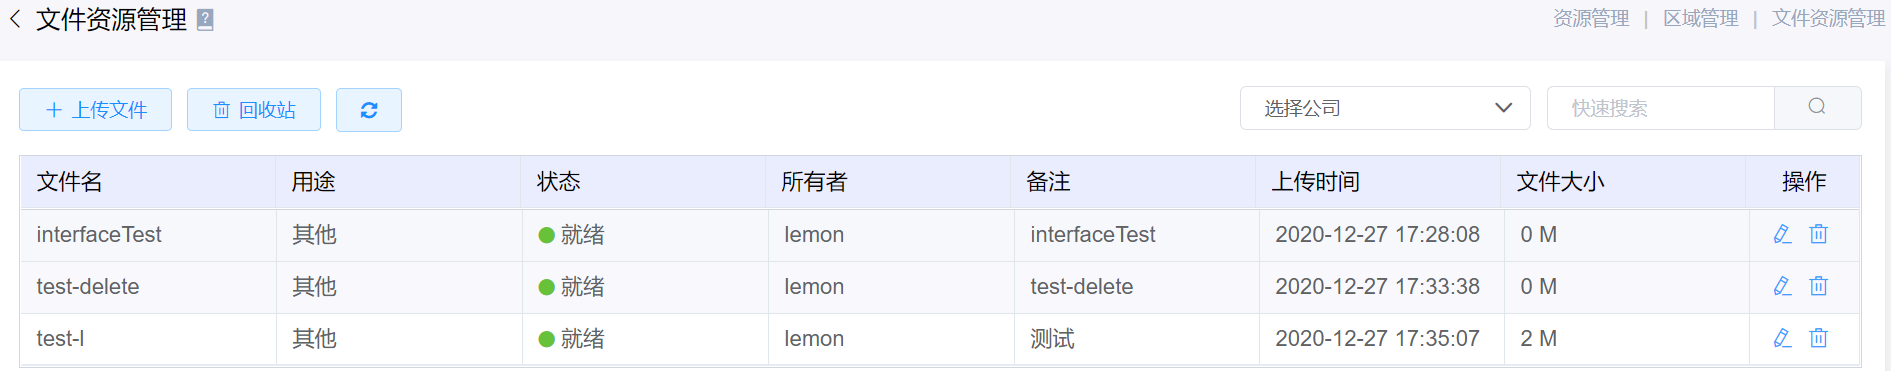 文件资源管理 ?
资源管理 | 区域管理 | 文件资源管理
上传文件 回收站 选择公司 快速搜索
文件名 用途 状态 所有者 备注 上传时间 文件大小 操作
interfaceTest 其他 就绪 lemon interfaceTest 2020-12-27 17:28:08 0 M
test-delete 其他 就绪 lemon test-delete 2020-12-27 17:33:38 0 M
test-l 其他 就绪 lemon 测试 2020-12-27 17:35:07 2 M